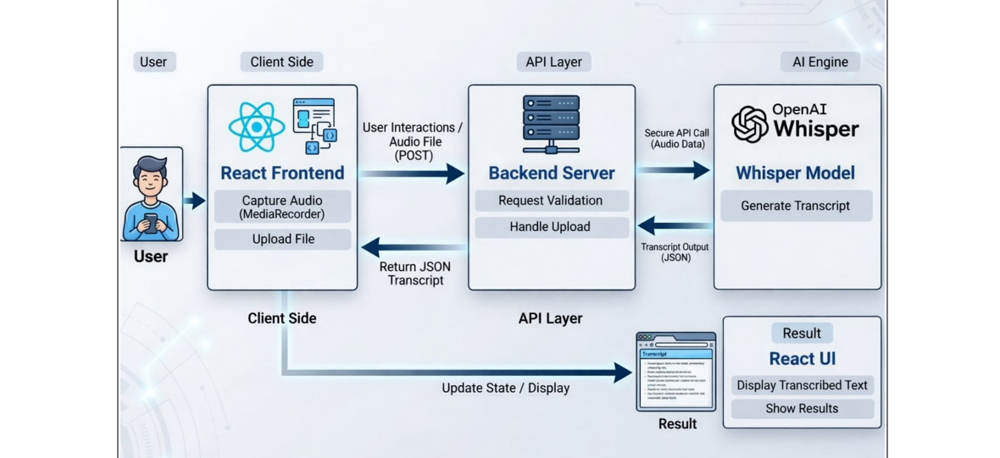 User
Client Side
API Layer
AI Engine
User
React Frontend
Capture Audio
(MediaRecorder)
Upload File
Client Side
User Interactions /
Audio File
(POST)
Return JSON
Transcript
Backend Server
Request Validation
Handle Upload
API Layer
Secure API Call
(Audio Data)
Transcript Output
(JSON)
OpenAI
Whisper
Whisper Model
Generate Transcript
Update State / Display
Transcript
Result
Result
React UI
Display Transcribed Text
Show Results